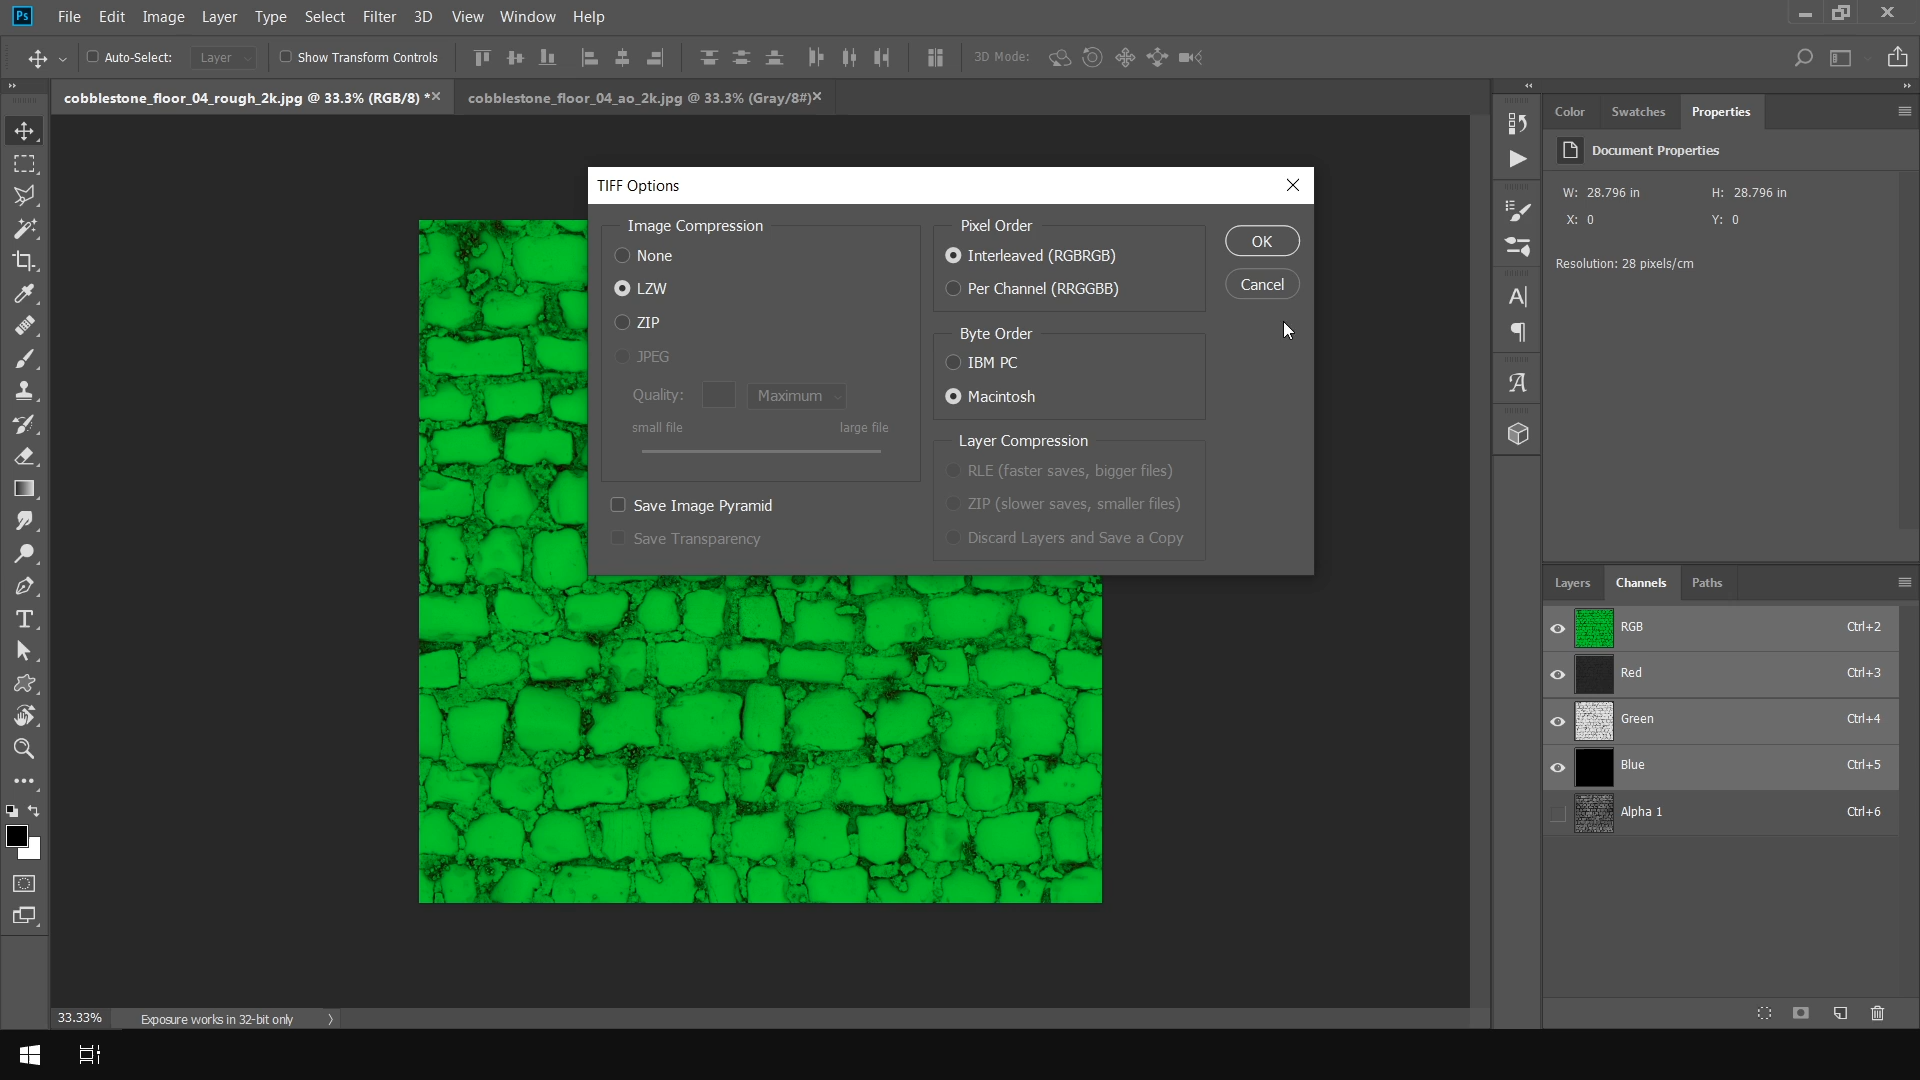 Ps File Edit Image Layer Type Select Filter 3D View Window Help
Auto-Select: Layer Show Transform Controls 3D Mode:
cobblestone_floor_04_rough_2k.jpg @ 33.3% (RGB/8) * cobblestone_floor_04_ao_2k.jpg @ 33.3% (Gray/8#)
Color Swatches Properties
Document Properties
W: 28.796 in H: 28.796 in
X: 0 Y: 0
Resolution: 28 pixels/cm
TIFF Options
Image Compression
None
LZW
ZIP
JPEG
Quality: Maximum
small file large file
Save Image Pyramid
Save Transparency
Pixel Order
Interleaved (RGBRGB)
Per Channel (RRGGBB)
Byte Order
IBM PC
Macintosh
Layer Compression
RLE (faster saves, bigger files)
ZIP (slower saves, smaller files)
Discard Layers and Save a Copy
OK
Cancel
Layers Channels Paths
RGB Ctrl+2
Red Ctrl+3
Green Ctrl+4
Blue Ctrl+5
Alpha 1 Ctrl+6
33.33% Exposure works in 32-bit only